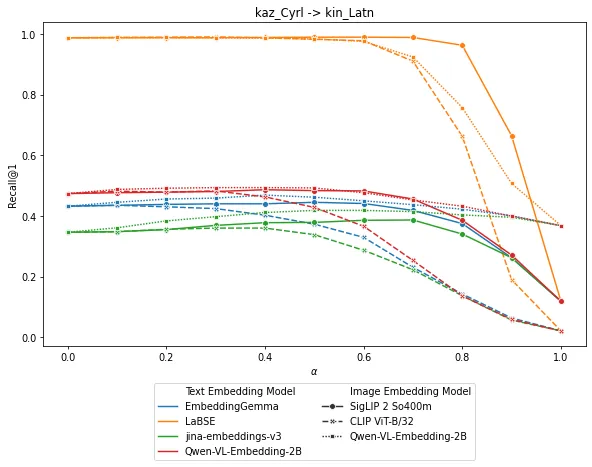 kaz_Cyrl -> kin_Latn
Recall@1
1.0
0.8
0.6
0.4
0.2
0.0
0.0 0.2 0.4 0.6 0.8 1.0
α
Text Embedding Model
EmbeddingGemma
LaBSE
jina-embeddings-v3
Qwen-VL-Embedding-2B
Image Embedding Model
SigLIP 2 So400m
CLIP ViT-B/32
Qwen-VL-Embedding-2B